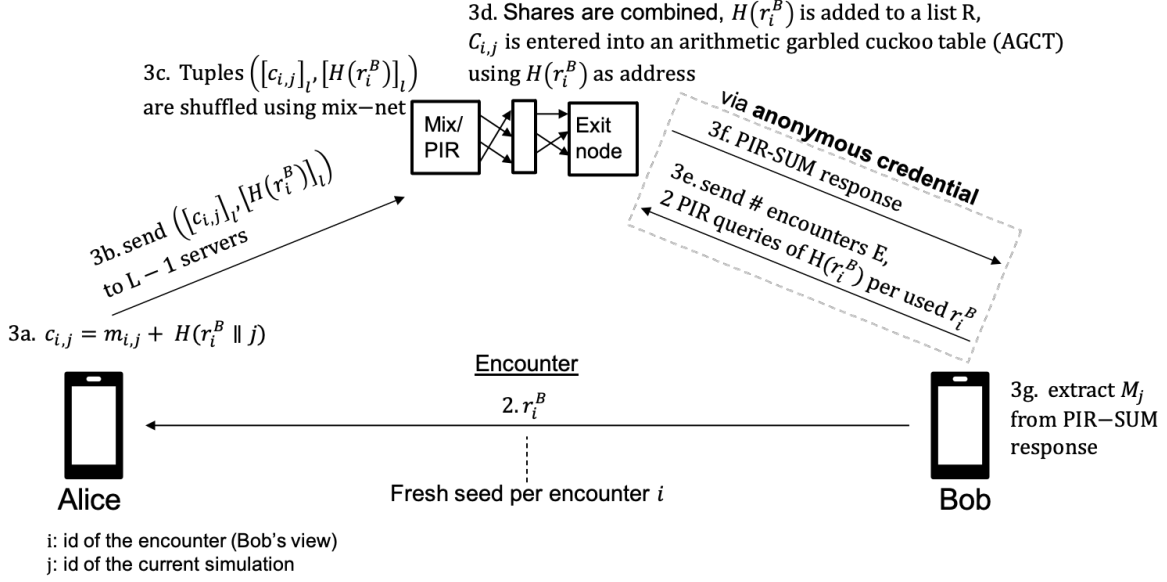 3d. Shares are combined, H(r_i^B) is added to a list R,
C_{i,j} is entered into an arithmetic garbled cuckoo table (AGCT)
using H(r_i^B) as address
3c. Tuples ([c_{i,j}]_l, [H(r_i^B)]_l)
are shuffled using mix−net
Mix/
PIR
Exit
node
via anonymous credential
3f. PIR-SUM response
3e. send # encounters E,
2 PIR queries of H(r_i^B) per used r_i^B
3b. send ([c_{i,j}]_l, [H(r_i^B)]_l)
to L − 1 servers
3a. c_{i,j} = m_{i,j} + H(r_i^B ∥ j)
Encounter
2. r_i^B
Fresh seed per encounter i
3g. extract M_j
from PIR−SUM
response
Alice
Bob
i: id of the encounter (Bob's view)
j: id of the current simulation